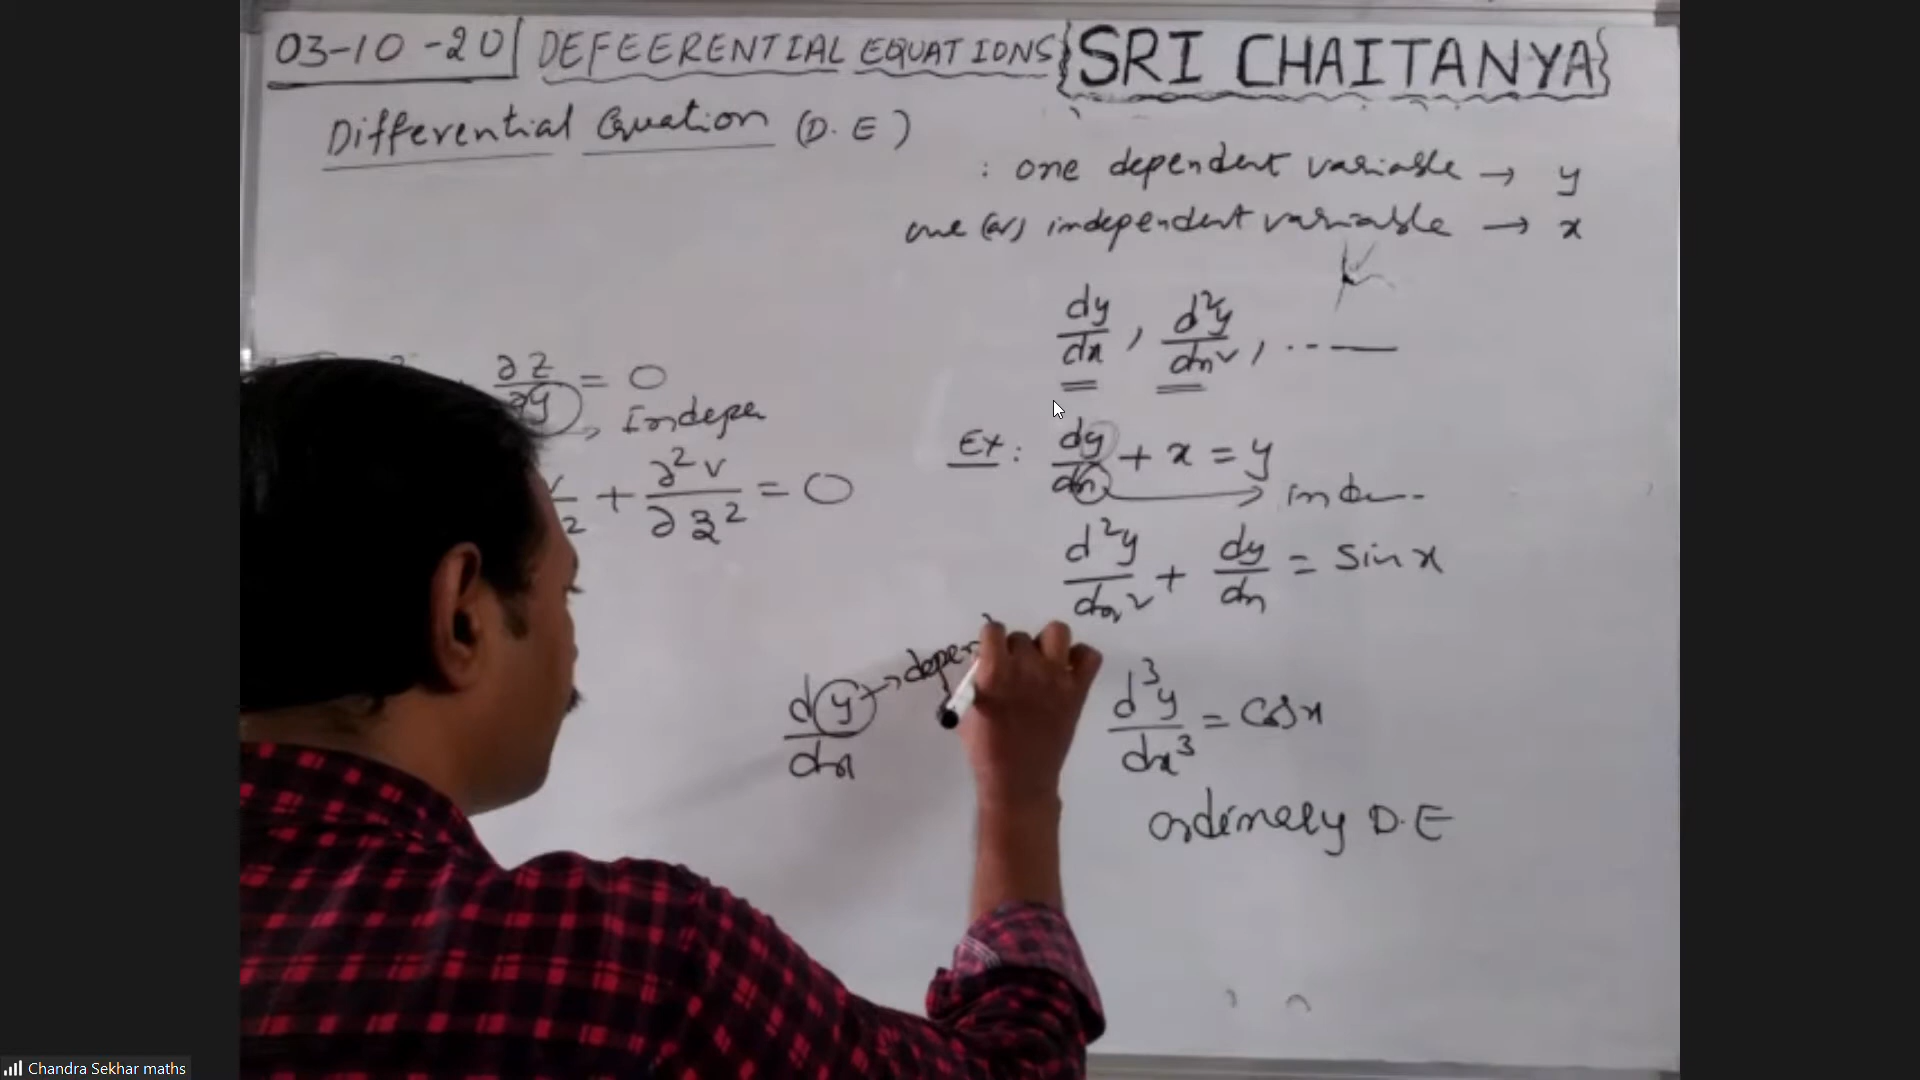 03-10-20 DEFEERENTIAL EQUATIONS {SRI CHAITANYA}
Differential Equation (D.E)
: one dependent variable → y
one (or) independent variable → x
dy/dx , d²y/dx² , ...
∂z/∂y = 0
Indepe
+ ∂²v/∂z² = 0
Ex: dy/dx + x = y
inde
d²y/dx² + dy/dx = Sin x
dy/dx → depen
d³y/dx³ = cos x
ordinary D.E
Chandra Sekhar maths